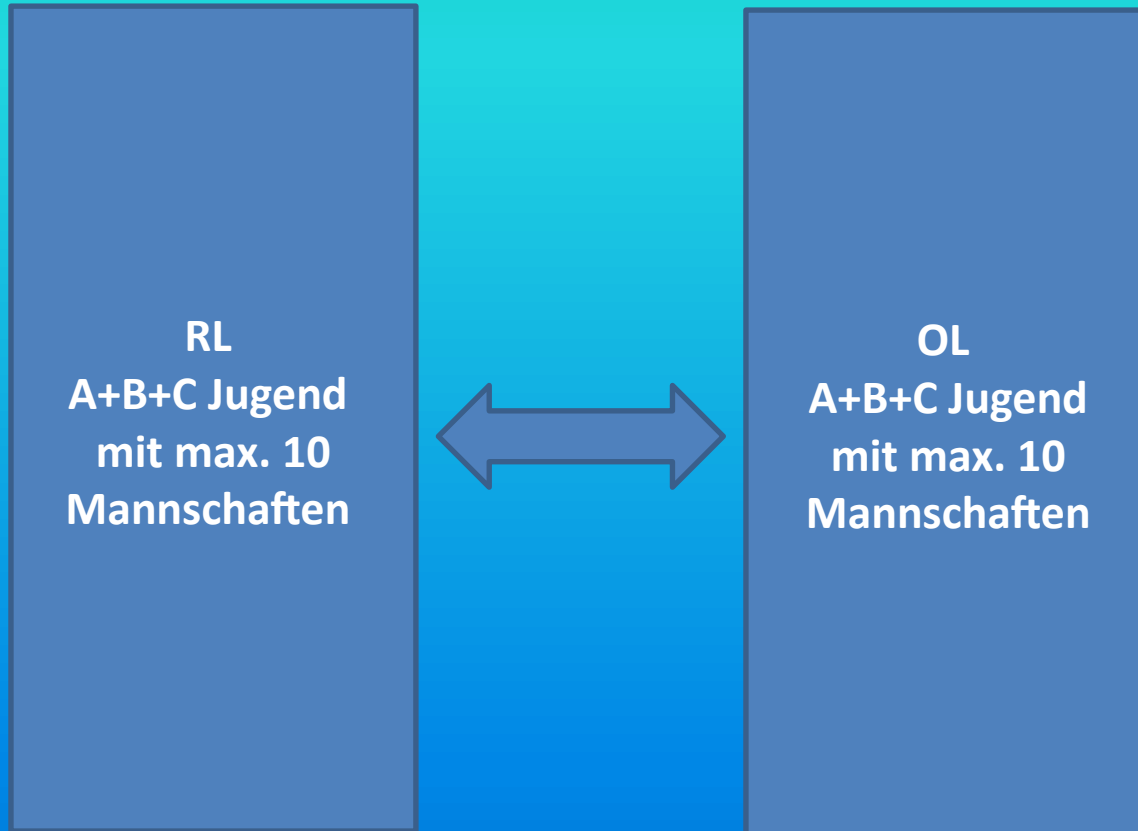 RL
A+B+C Jugend
mit max. 10
Mannschaften
OL
A+B+C Jugend
mit max. 10
Mannschaften